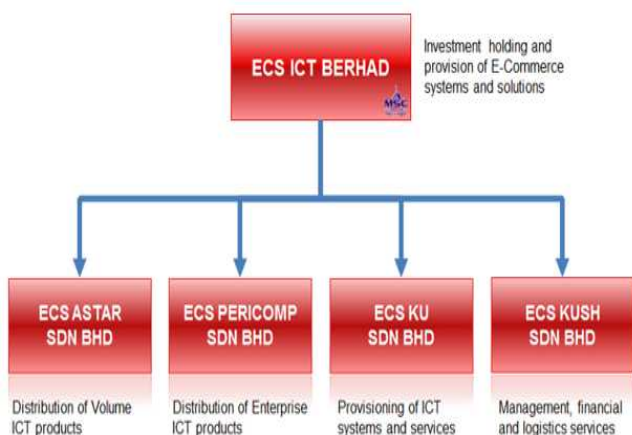 ECS ICT BERHAD
MSC
Investment holding and
provision of E-Commerce
systems and solutions
ECS ASTAR
SDN BHD
ECS PERICOMP
SDN BHD
ECS KU
SDN BHD
ECS KUSH
SDN BHD
Distribution of Volume
ICT products
Distribution of Enterprise
ICT products
Provisioning of ICT
systems and services
Management, financial
and logistics services